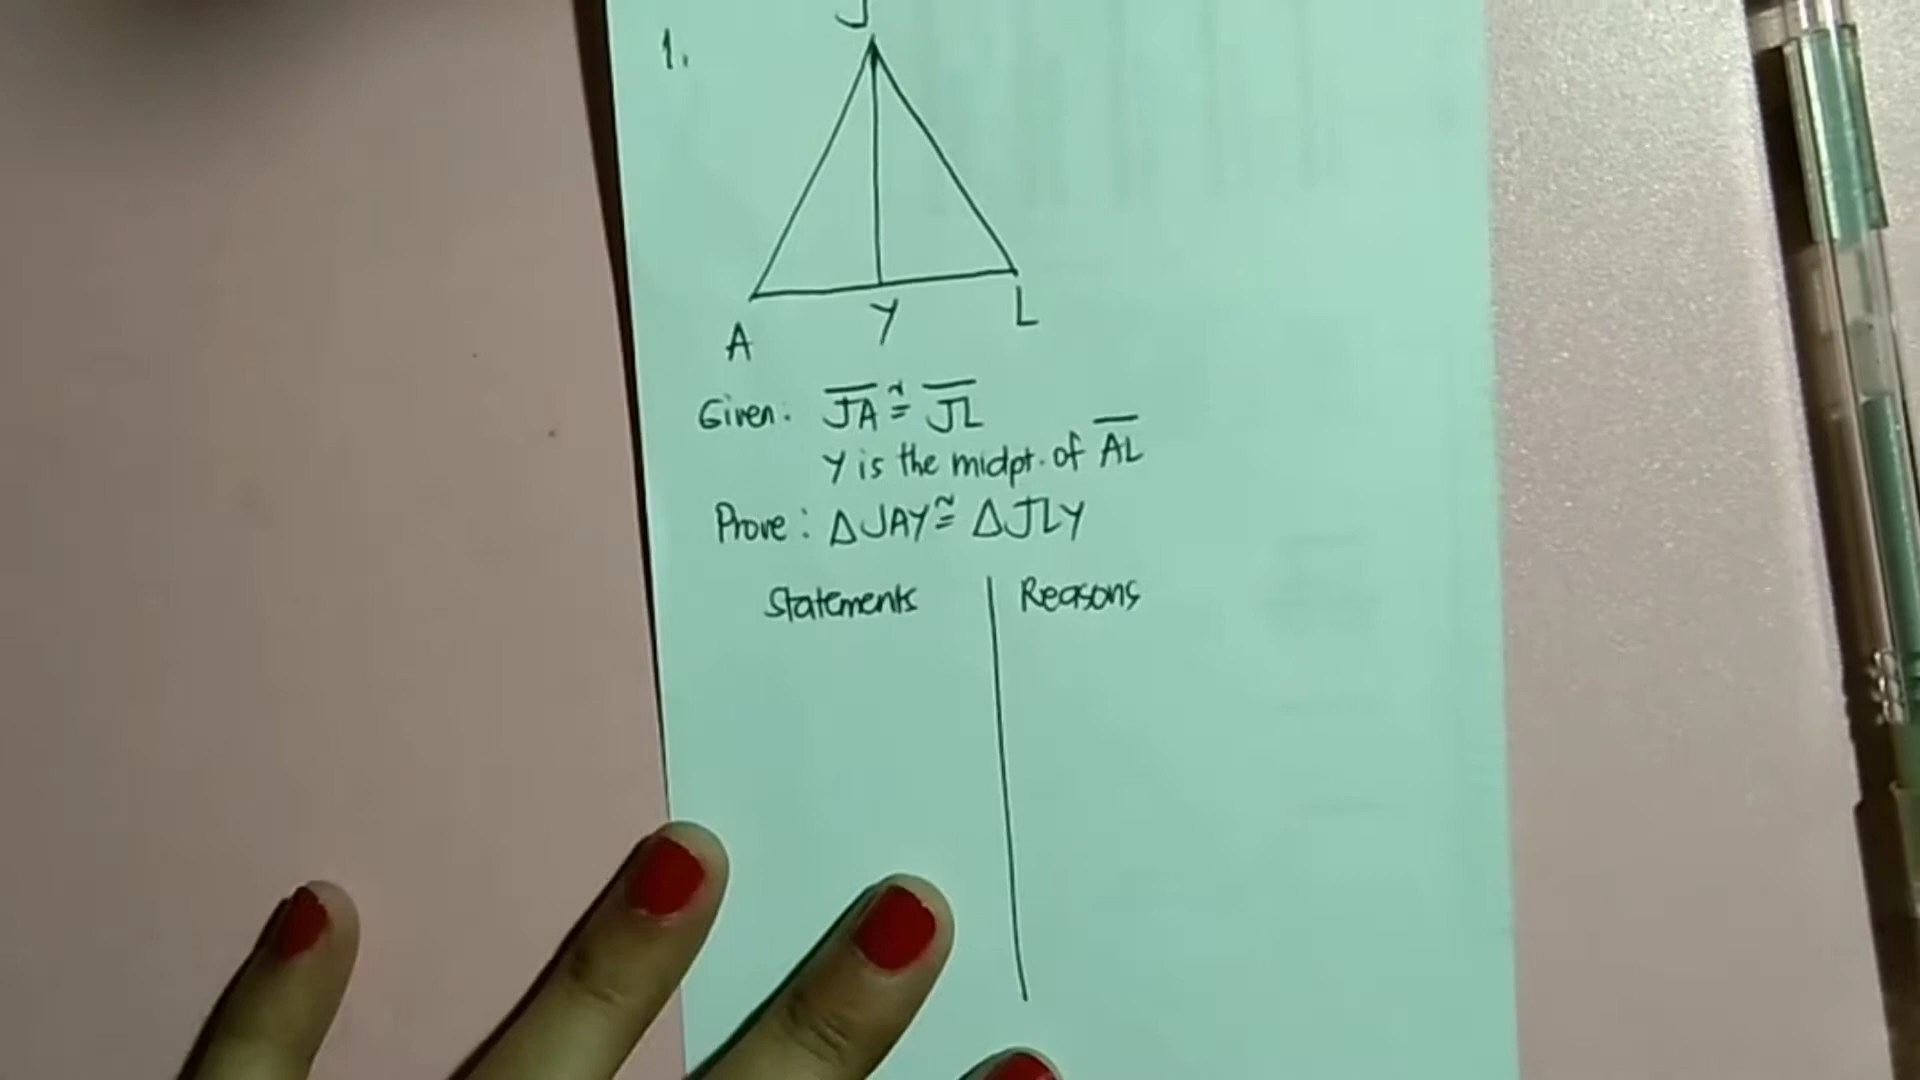 J
1.
A Y L
Given: JA ≅ JL
Y is the midpt. of AL
Prove: ΔJAY ≅ ΔJLY
Statements Reasons